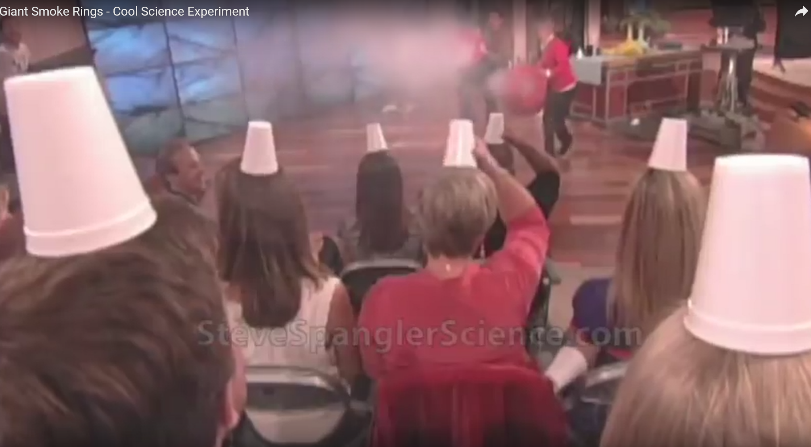 Giant Smoke Rings - Cool Science Experiment
SteveSpanglerScience.com